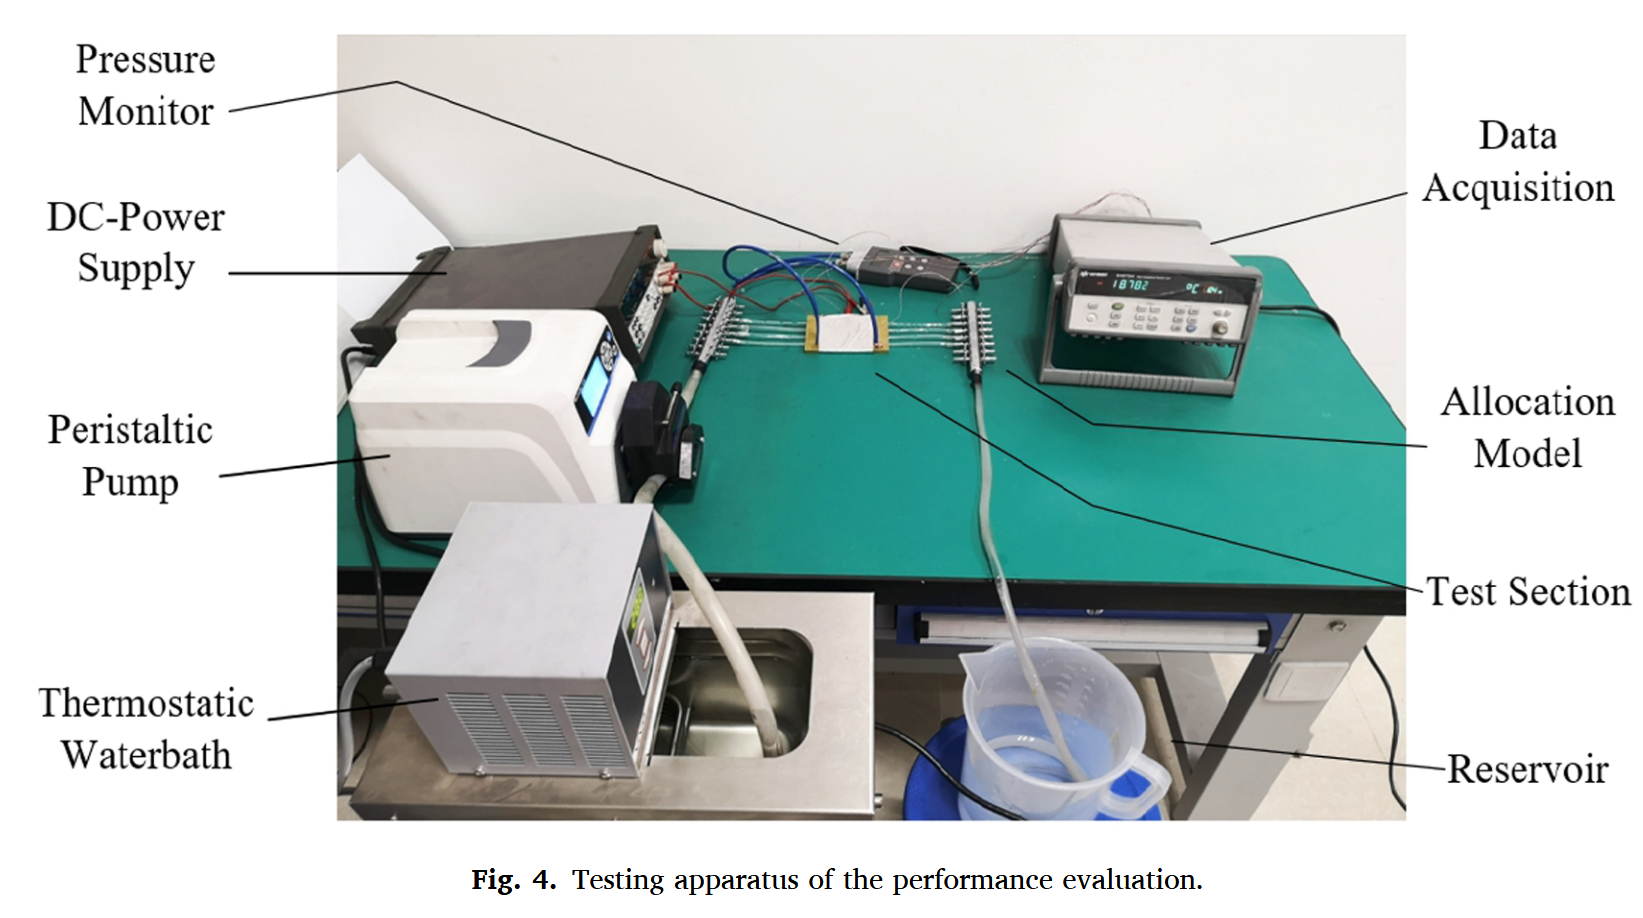 Pressure
Monitor
DC-Power
Supply
Peristaltic
Pump
Thermostatic
Waterbath
Data
Acquisition
18782
°C
Allocation
Model
Test Section
Reservoir
Fig. 4. Testing apparatus of the performance evaluation.